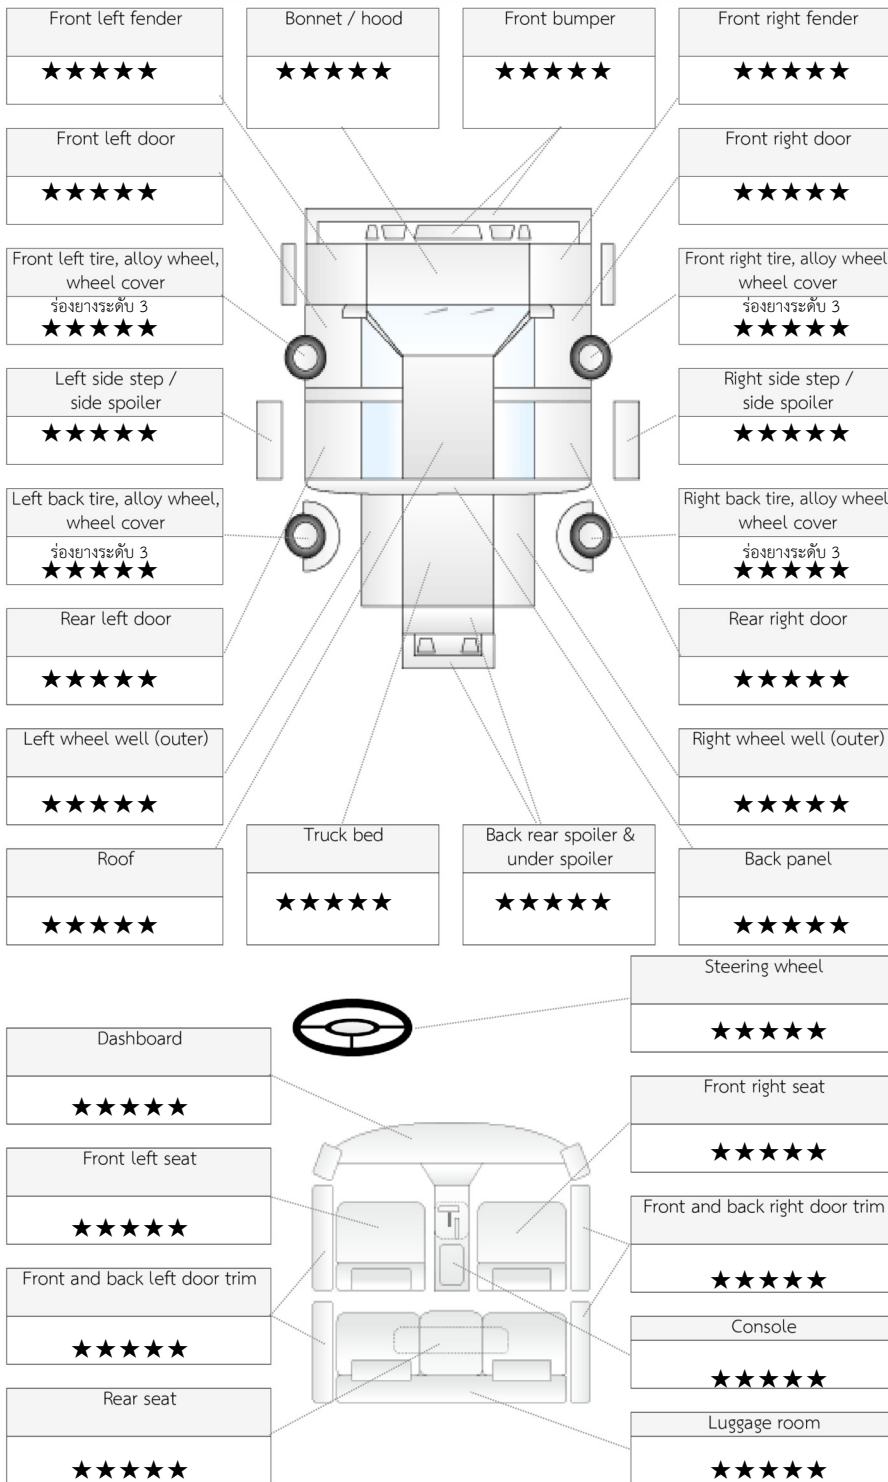 Front left fender
★★★★★
Bonnet / hood
★★★★★
Front bumper
★★★★★
Front right fender
★★★★★
Front left door
★★★★★
Front right door
★★★★★
Front left tire, alloy wheel,
wheel cover
ร่องยางระดับ 3
★★★★★
Front right tire, alloy wheel
wheel cover
ร่องยางระดับ 3
★★★★★
Left side step /
side spoiler
★★★★★
Right side step /
side spoiler
★★★★★
Left back tire, alloy wheel,
wheel cover
ร่องยางระดับ 3
★★★★★
Right back tire, alloy wheel
wheel cover
ร่องยางระดับ 3
★★★★★
Rear left door
★★★★★
Rear right door
★★★★★
Left wheel well (outer)
★★★★★
Right wheel well (outer)
★★★★★
Roof
★★★★★
Truck bed
★★★★★
Back rear spoiler &
under spoiler
★★★★★
Back panel
★★★★★
Steering wheel
★★★★★
Dashboard
★★★★★
Front right seat
★★★★★
Front left seat
★★★★★
Front and back right door trim
★★★★★
Front and back left door trim
★★★★★
Console
★★★★★
Rear seat
★★★★★
Luggage room
★★★★★